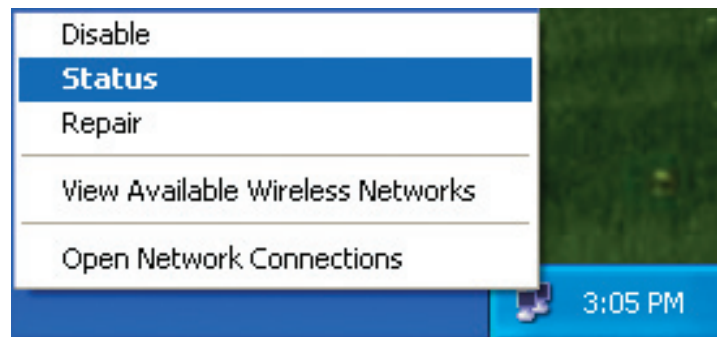 Disable
Status
Repair
View Available Wireless Networks
Open Network Connections
3:05 PM